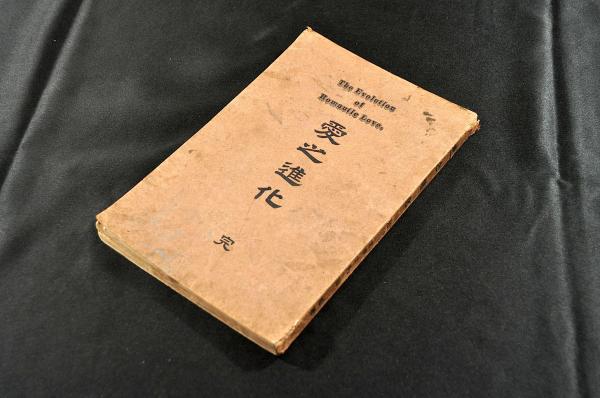 The Evolution
of
Romantic Love.
愛之進化
完